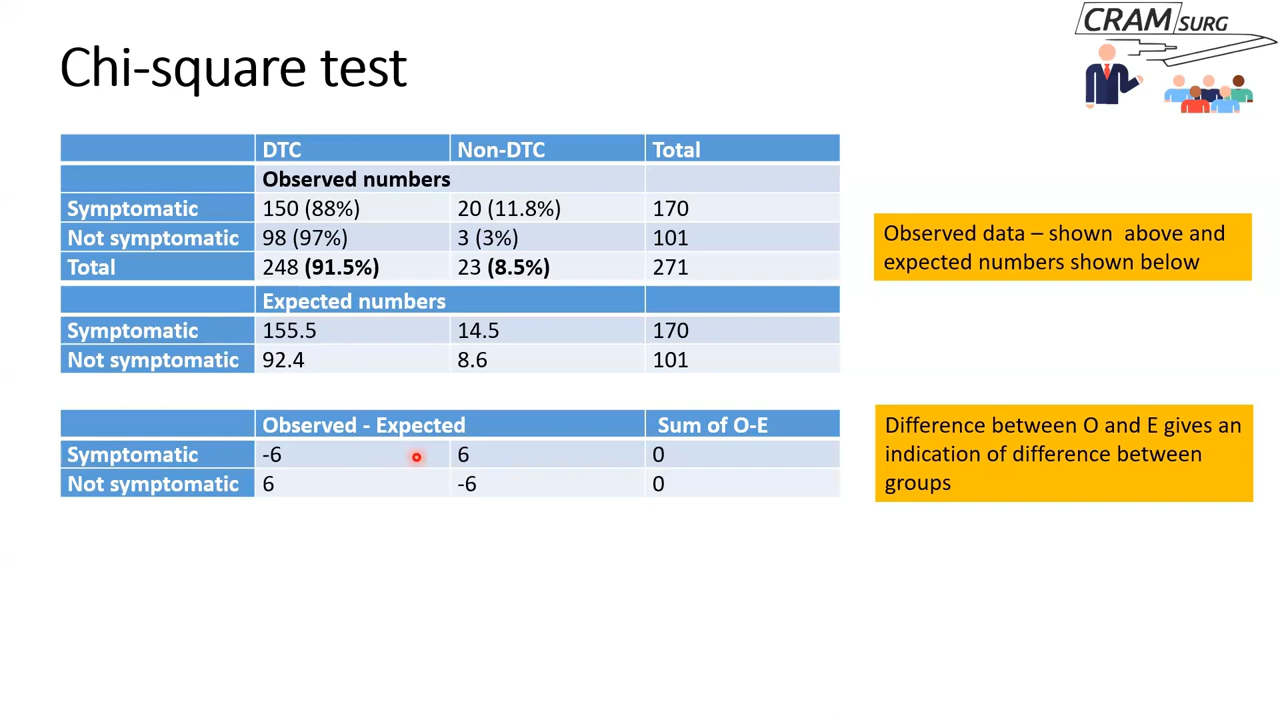 CRAM SURG
Chi-square test
DTC Non-DTC Total
Observed numbers
Symptomatic 150 (88%) 20 (11.8%) 170
Not symptomatic 98 (97%) 3 (3%) 101
Total 248 (91.5%) 23 (8.5%) 271
Expected numbers
Symptomatic 155.5 14.5 170
Not symptomatic 92.4 8.6 101
Observed data – shown above and
expected numbers shown below
Observed - Expected Sum of O-E
Symptomatic -6 6 0
Not symptomatic 6 -6 0
Difference between O and E gives an
indication of difference between
groups